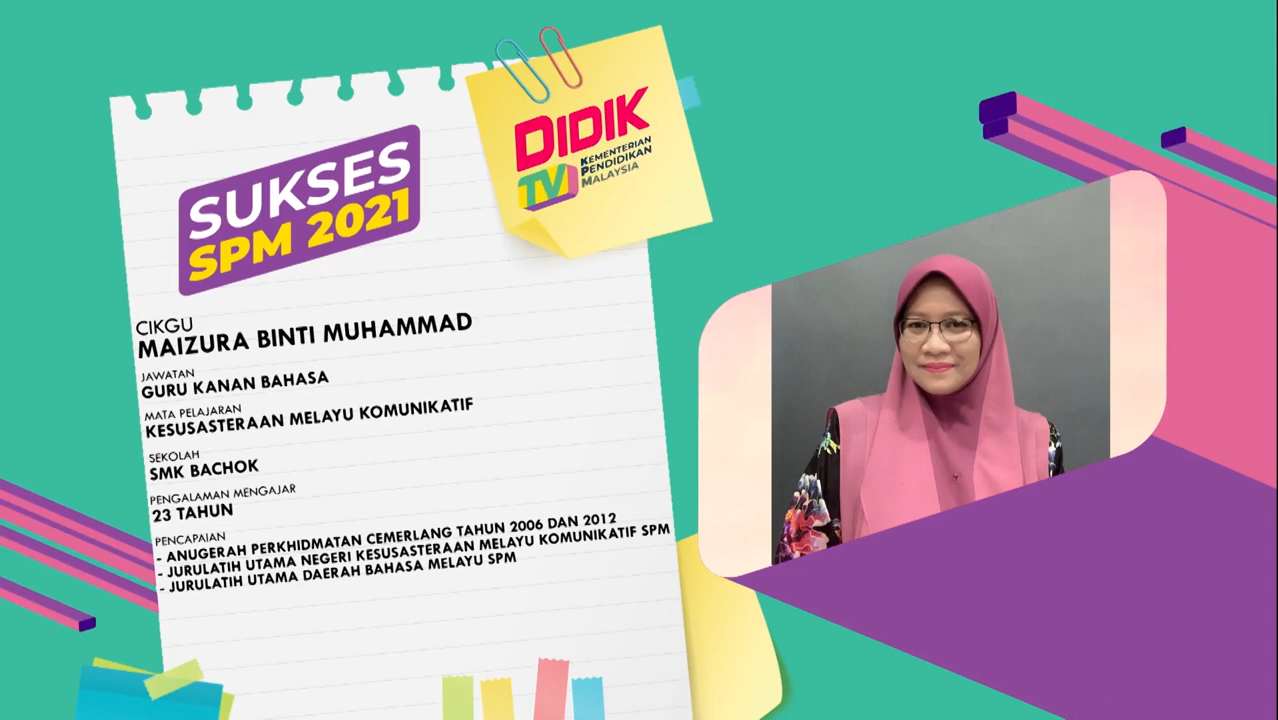 SUKSES
SPM 2021
DIDIK
TV
KEMENTERIAN
PENDIDIKAN
MALAYSIA
CIKGU
MAIZURA BINTI MUHAMMAD
JAWATAN
GURU KANAN BAHASA
MATA PELAJARAN
KESUSASTERAAN MELAYU KOMUNIKATIF
SEKOLAH
SMK BACHOK
PENGALAMAN MENGAJAR
23 TAHUN
PENCAPAIAN
- ANUGERAH PERKHIDMATAN CEMERLANG TAHUN 2006 DAN 2012
- JURULATIH UTAMA NEGERI KESUSASTERAAN MELAYU KOMUNIKATIF SPM
- JURULATIH UTAMA DAERAH BAHASA MELAYU SPM